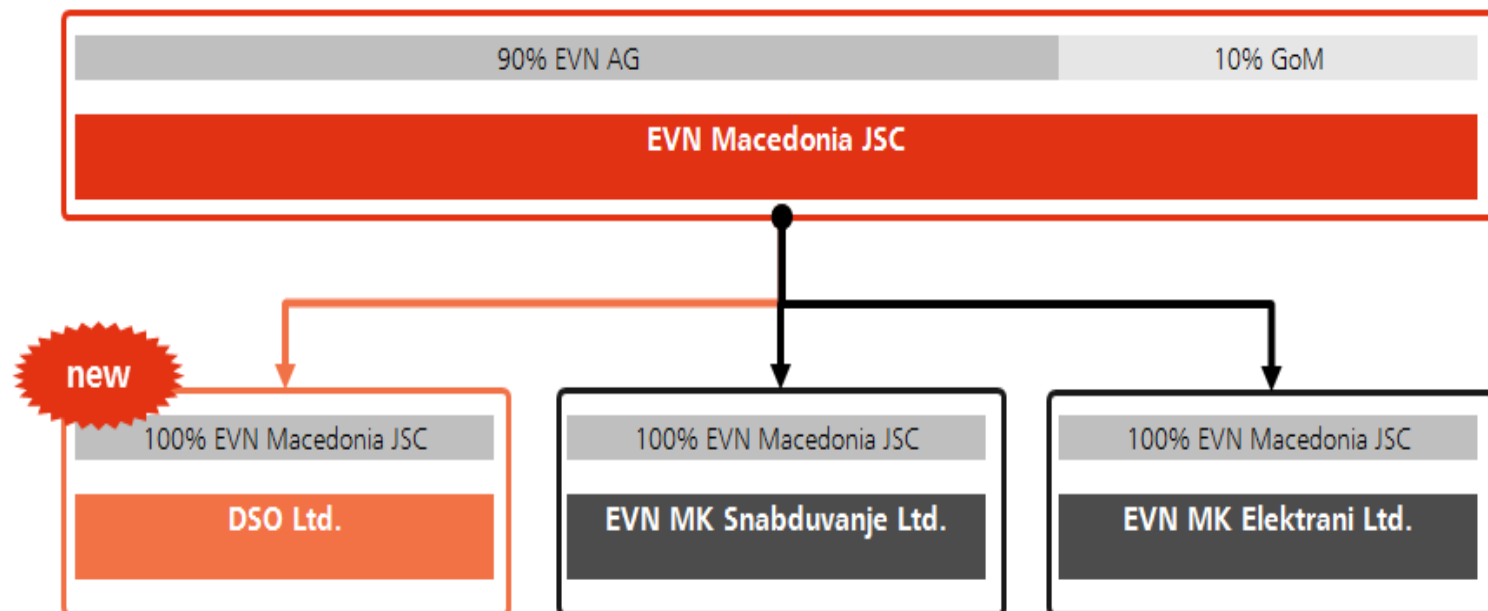 90% EVN AG
10% GoM
EVN Macedonia JSC
new
100% EVN Macedonia JSC
DSO Ltd.
100% EVN Macedonia JSC
EVN MK Snabduvanje Ltd.
100% EVN Macedonia JSC
EVN MK Elektrani Ltd.